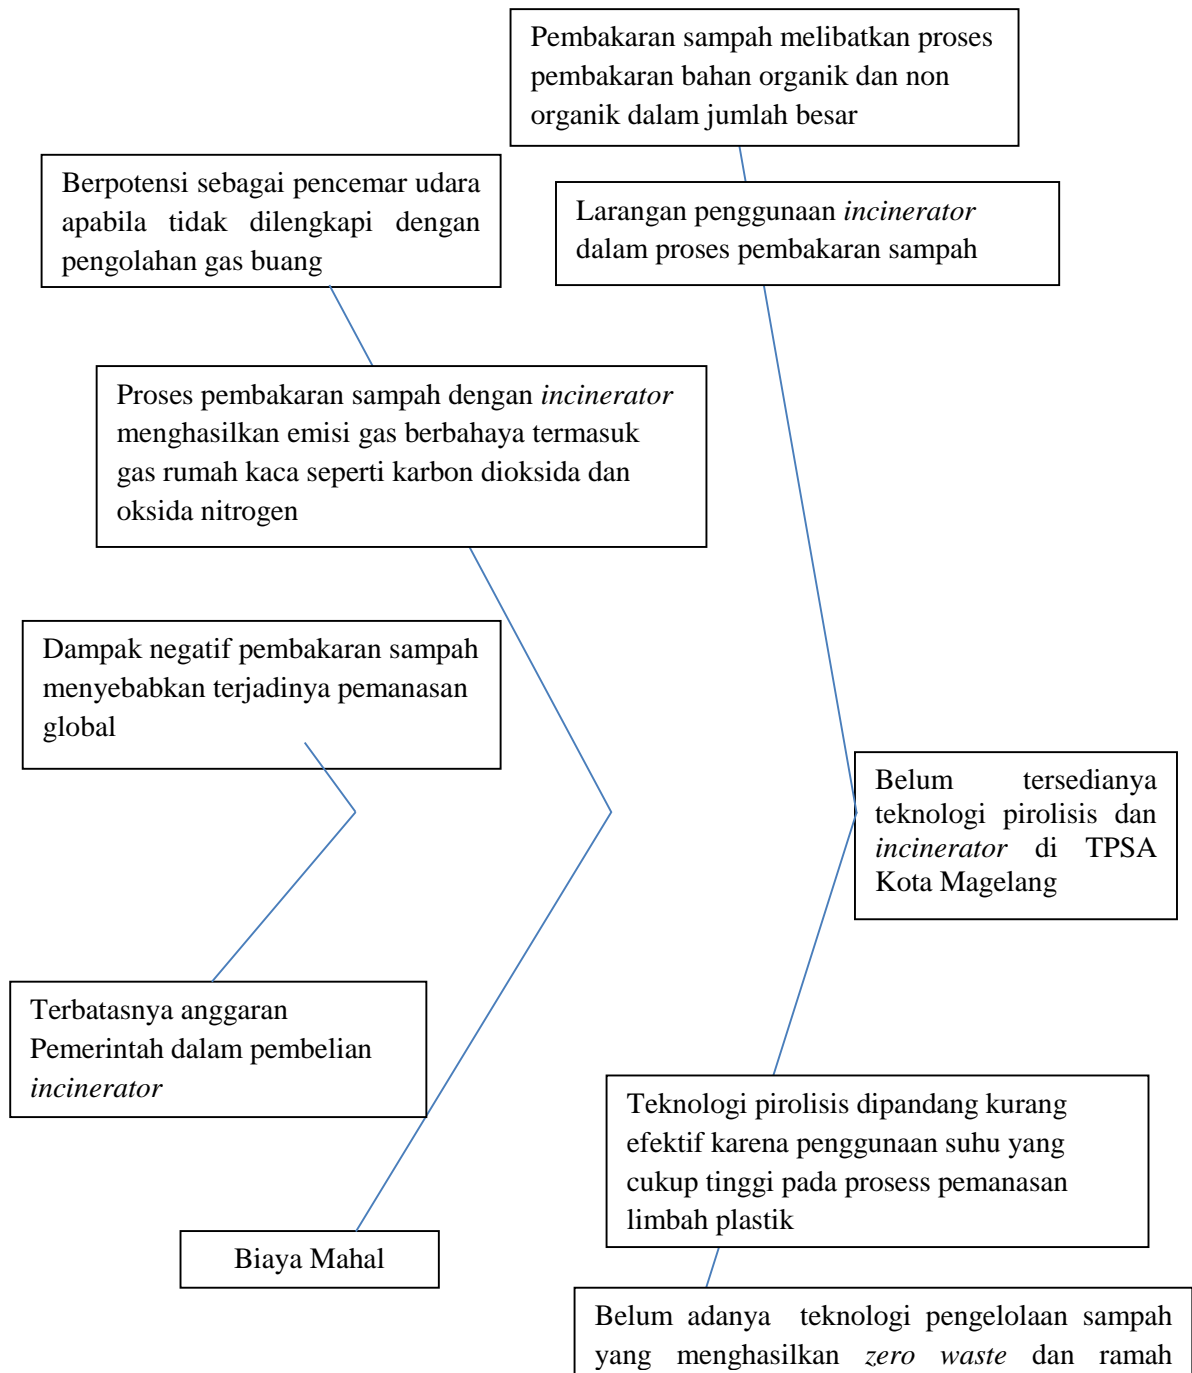 Pembakaran sampah melibatkan proses
pembakaran bahan organik dan non
organik dalam jumlah besar
Berpotensi sebagai pencemar udara
apabila tidak dilengkapi dengan
pengolahan gas buang
Larangan penggunaan incinerator
dalam proses pembakaran sampah
Proses pembakaran sampah dengan incinerator
menghasilkan emisi gas berbahaya termasuk
gas rumah kaca seperti karbon dioksida dan
oksida nitrogen
Dampak negatif pembakaran sampah
menyebabkan terjadinya pemanasan
global
Belum tersedianya
teknologi pirolisis dan
incinerator di TPSA
Kota Magelang
Terbatasnya anggaran
Pemerintah dalam pembelian
incinerator
Teknologi pirolisis dipandang kurang
efektif karena penggunaan suhu yang
cukup tinggi pada prosess pemanasan
limbah plastik
Biaya Mahal
Belum adanya teknologi pengelolaan sampah
yang menghasilkan zero waste dan ramah